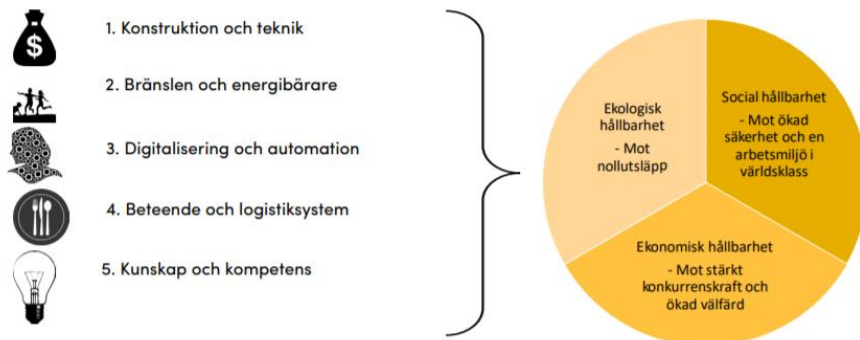 $
1. Konstruktion och teknik
2. Bränslen och energibärare
3. Digitalisering och automation
4. Beteende och logistiksystem
5. Kunskap och kompetens
Ekologisk
hållbarhet
- Mot
nollutsläpp
Social hållbarhet
- Mot ökad
säkerhet och en
arbetsmiljö i
världsklass
Ekonomisk hållbarhet
- Mot stärkt
konkurrenskraft och
ökad välfärd